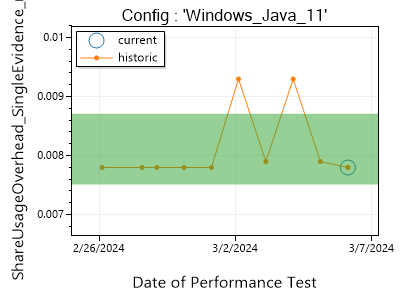 Config : 'Windows_Java_11'
ShareUsageOverhead_SingleEvidence_
0.01
0.009
0.008
0.007
current
historic
2/26/2024
3/2/2024
3/7/2024
Date of Performance Test